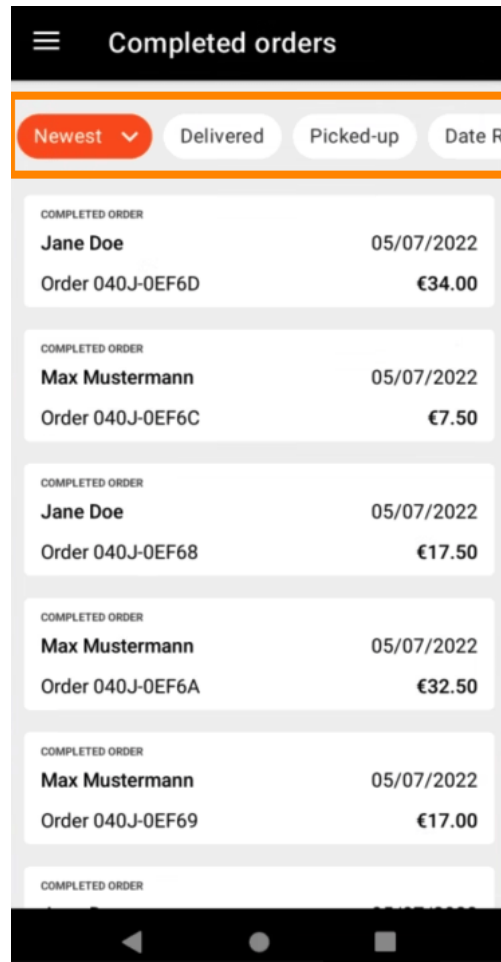 Completed orders
Newest Delivered Picked-up Date R
COMPLETED ORDER
Jane Doe 05/07/2022
Order 040J-0EF6D €34.00
COMPLETED ORDER
Max Mustermann 05/07/2022
Order 040J-0EF6C €7.50
COMPLETED ORDER
Jane Doe 05/07/2022
Order 040J-0EF68 €17.50
COMPLETED ORDER
Max Mustermann 05/07/2022
Order 040J-0EF6A €32.50
COMPLETED ORDER
Max Mustermann 05/07/2022
Order 040J-0EF69 €17.00
COMPLETED ORDER